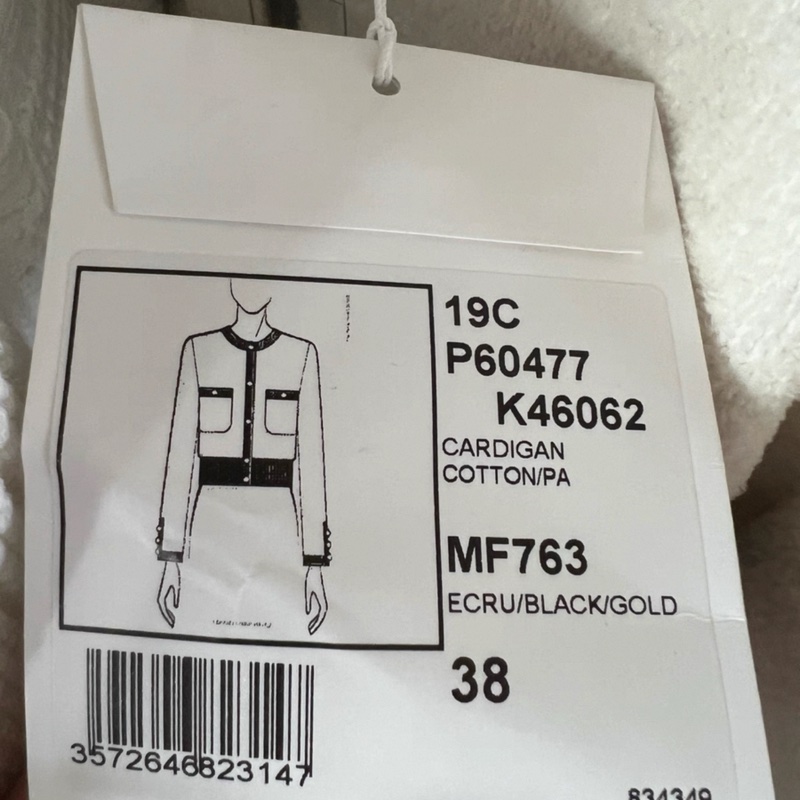 19C
P60477
K46062
CARDIGAN
COTTON/PA
MF763
ECRU/BLACK/GOLD
38
3572646823147
834349